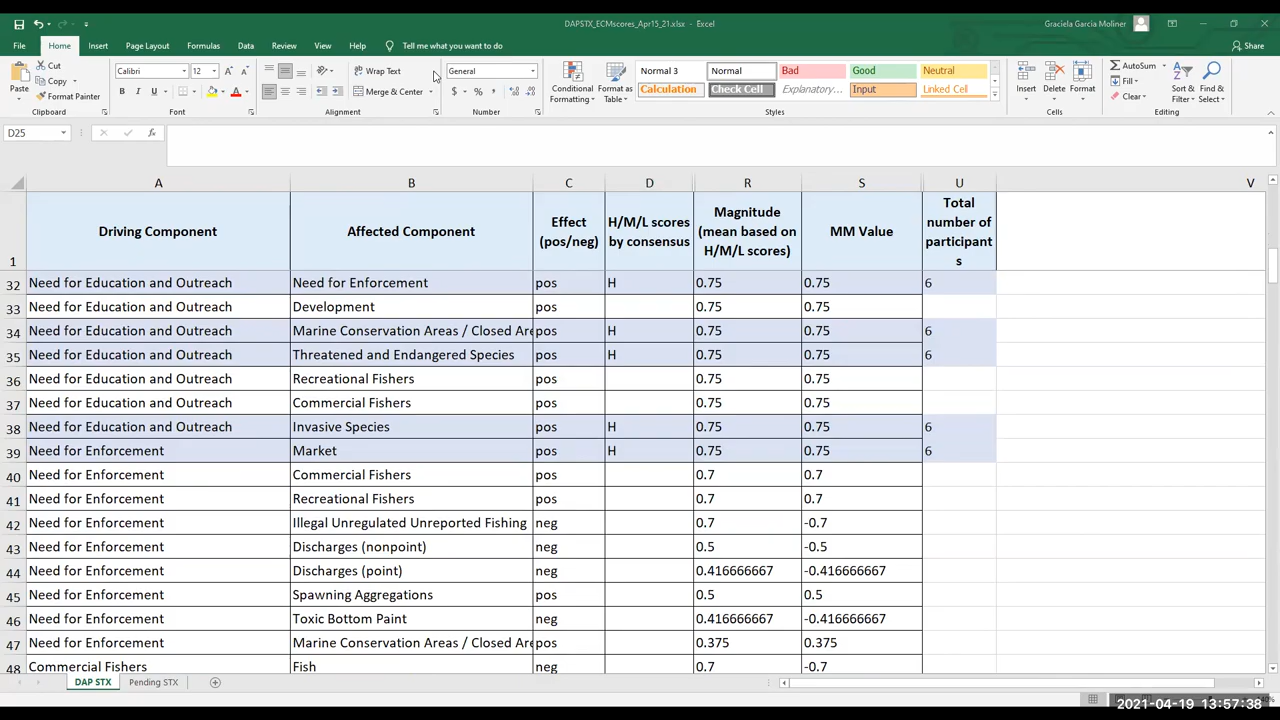 DAPSTX_ECMscores_Apr15_21.xlsx - Excel
Graciela Garcia Moliner
File Home Insert Page Layout Formulas Data Review View Help Tell me what you want to do Share
Cut
Copy
Format Painter
Paste
Clipboard
Calibri 12
B I U
Font
Wrap Text
Merge & Center
Alignment
General
$ % ,
Number
Conditional Formatting
Format as Table
Normal 3 Normal Bad Good Neutral
Calculation Check Cell Explanatory... Input Linked Cell
Styles
Insert Delete Format
Cells
AutoSum
Fill
Clear
Sort & Filter
Find & Select
Editing
D25
fx
A B C D R S U V
1 Driving Component Affected Component Effect (pos/neg) H/M/L scores by consensus Magnitude (mean based on H/M/L scores) MM Value Total number of participants
32 Need for Education and Outreach Need for Enforcement pos H 0.75 0.75 6
33 Need for Education and Outreach Development pos 0.75 0.75
34 Need for Education and Outreach Marine Conservation Areas / Closed Are pos H 0.75 0.75 6
35 Need for Education and Outreach Threatened and Endangered Species pos H 0.75 0.75 6
36 Need for Education and Outreach Recreational Fishers pos 0.75 0.75
37 Need for Education and Outreach Commercial Fishers pos 0.75 0.75
38 Need for Education and Outreach Invasive Species pos H 0.75 0.75 6
39 Need for Enforcement Market pos H 0.75 0.75 6
40 Need for Enforcement Commercial Fishers pos 0.7 0.7
41 Need for Enforcement Recreational Fishers pos 0.7 0.7
42 Need for Enforcement Illegal Unregulated Unreported Fishing neg 0.7 -0.7
43 Need for Enforcement Discharges (nonpoint) neg 0.5 -0.5
44 Need for Enforcement Discharges (point) neg 0.416666667 -0.416666667
45 Need for Enforcement Spawning Aggregations pos 0.5 0.5
46 Need for Enforcement Toxic Bottom Paint neg 0.416666667 -0.416666667
47 Need for Enforcement Marine Conservation Areas / Closed Are pos 0.375 0.375
48 Commercial Fishers Fish neg 0.7 -0.7
DAP STX Pending STX
2021-04-19 13:57:38